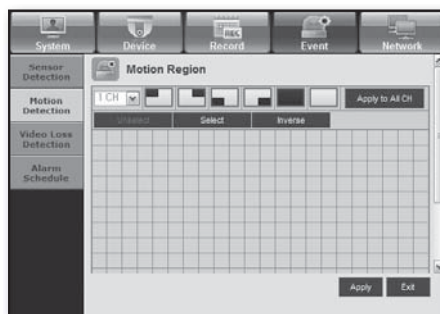 System Device Record Event Network
Sensor
Detection
Motion
Detection
Video Loss
Detection
Alarm
Schedule
Motion Region
1 CH
Apply to All CH
Unselect Select Inverse
Apply Exit